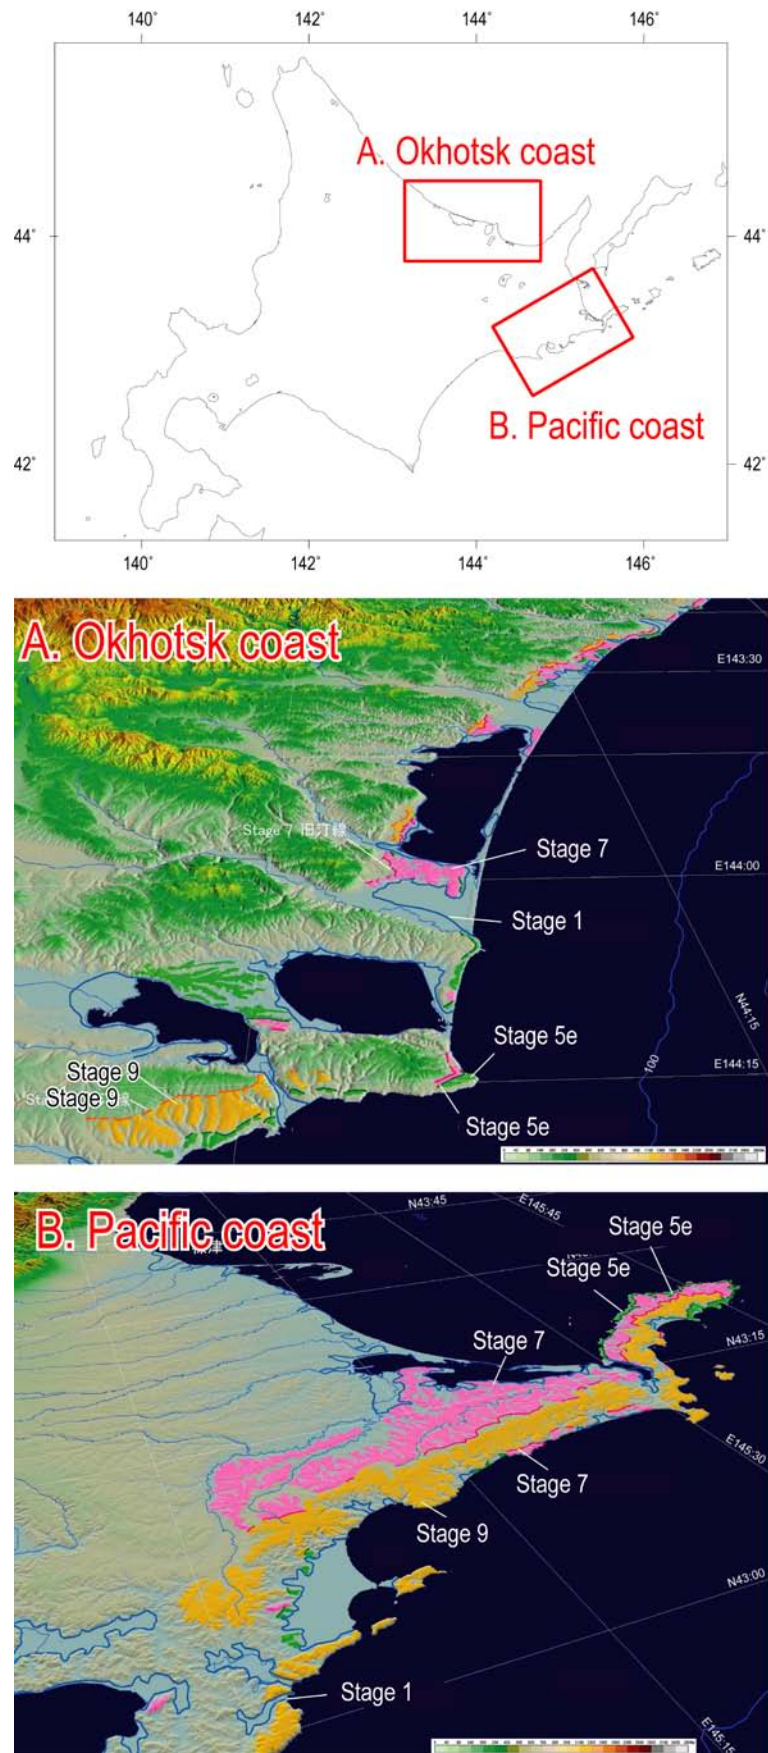 140° 142° 144° 146°
A. Okhotsk coast
44° 44°
B. Pacific coast
42° 42°
140° 142° 144° 146°
A. Okhotsk coast
E143:30
Stage 7 旧汀線
Stage 7
E144:00
Stage 1
N44:15
Stage 5e
100
E144:15
Stage 9
Stage 9
Stage 5e
B. Pacific coast
N43:45
E145:45
Stage 5e
Stage 5e
Stage 7
N43:15
E145:30
Stage 7
Stage 9
N43:00
Stage 1
E145:15